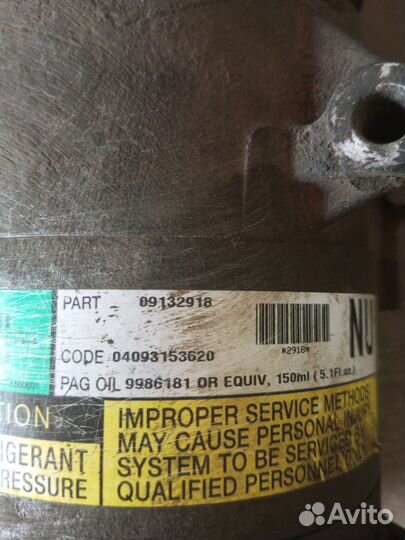 PART 09132918
*2918*
NU
CODE 04093153620
PAG OIL 9986181 OR EQUIV, 150ml (5.1Fl.oz.)
TION
IMPROPER SERVICE METHODS
MAY CAUSE PERSONAL INJURY
IGERANT
SYSTEM TO BE SERVICED BY
RESSURE
QUALIFIED PERSONNEL ONLY
Avito